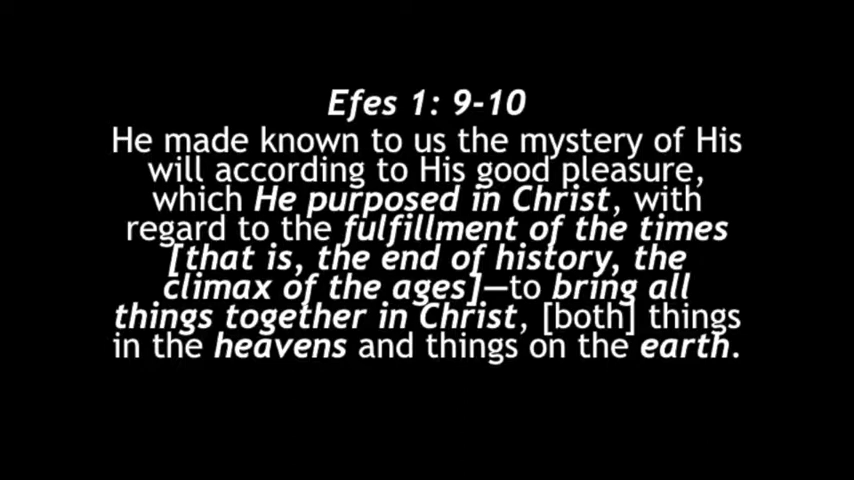 Efes 1: 9-10
He made known to us the mystery of His
will according to His good pleasure,
which He purposed in Christ, with
regard to the fulfillment of the times
[that is, the end of history, the
climax of the ages]—to bring all
things together in Christ, [both] things
in the heavens and things on the earth.